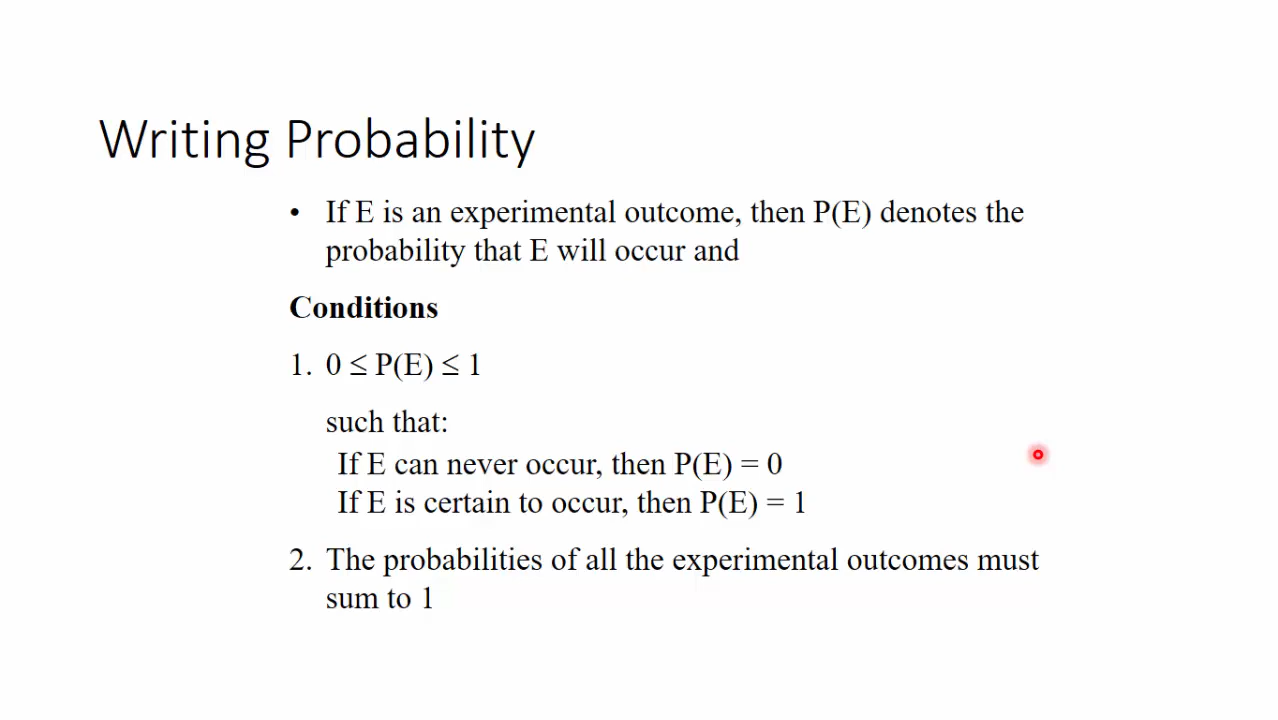 Writing Probability
• If E is an experimental outcome, then P(E) denotes the
probability that E will occur and
Conditions
1. 0 ≤ P(E) ≤ 1
such that:
If E can never occur, then P(E) = 0
If E is certain to occur, then P(E) = 1
2. The probabilities of all the experimental outcomes must
sum to 1